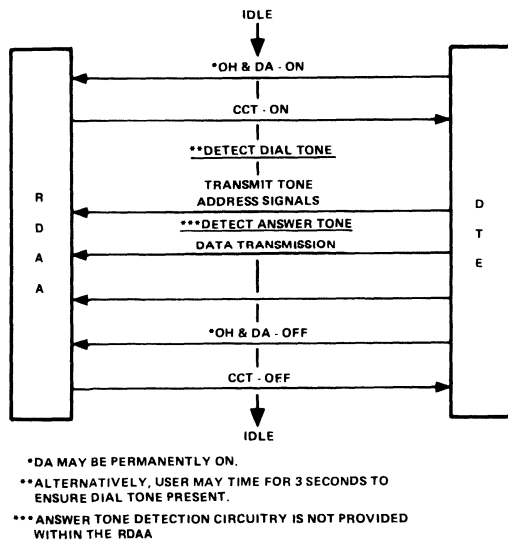 IDLE
*OH & DA - ON
CCT - ON
**DETECT DIAL TONE
TRANSMIT TONE
ADDRESS SIGNALS
***DETECT ANSWER TONE
DATA TRANSMISSION
*OH & DA - OFF
CCT - OFF
IDLE
RDAA
DTE
*DA MAY BE PERMANENTLY ON.
**ALTERNATIVELY, USER MAY TIME FOR 3 SECONDS TO
ENSURE DIAL TONE PRESENT.
*** ANSWER TONE DETECTION CIRCUITRY IS NOT PROVIDED
WITHIN THE RDAA